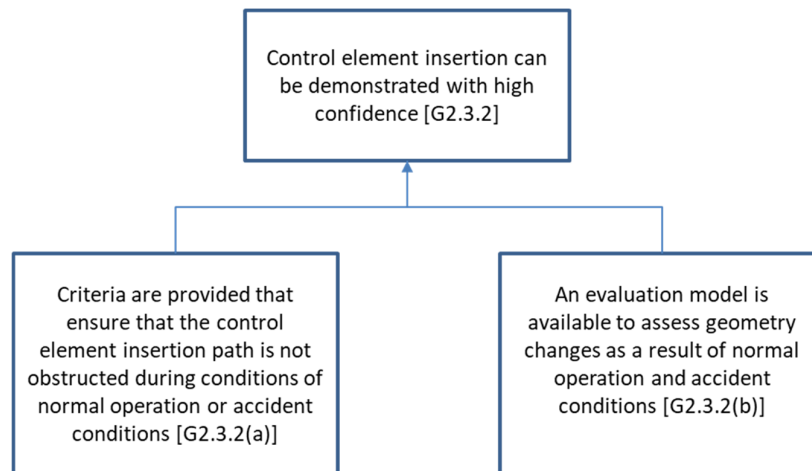 Control element insertion can
be demonstrated with high
confidence [G2.3.2]
Criteria are provided that
ensure that the control
element insertion path is not
obstructed during conditions of
normal operation or accident
conditions [G2.3.2(a)]
An evaluation model is
available to assess geometry
changes as a result of normal
operation and accident
conditions [G2.3.2(b)]